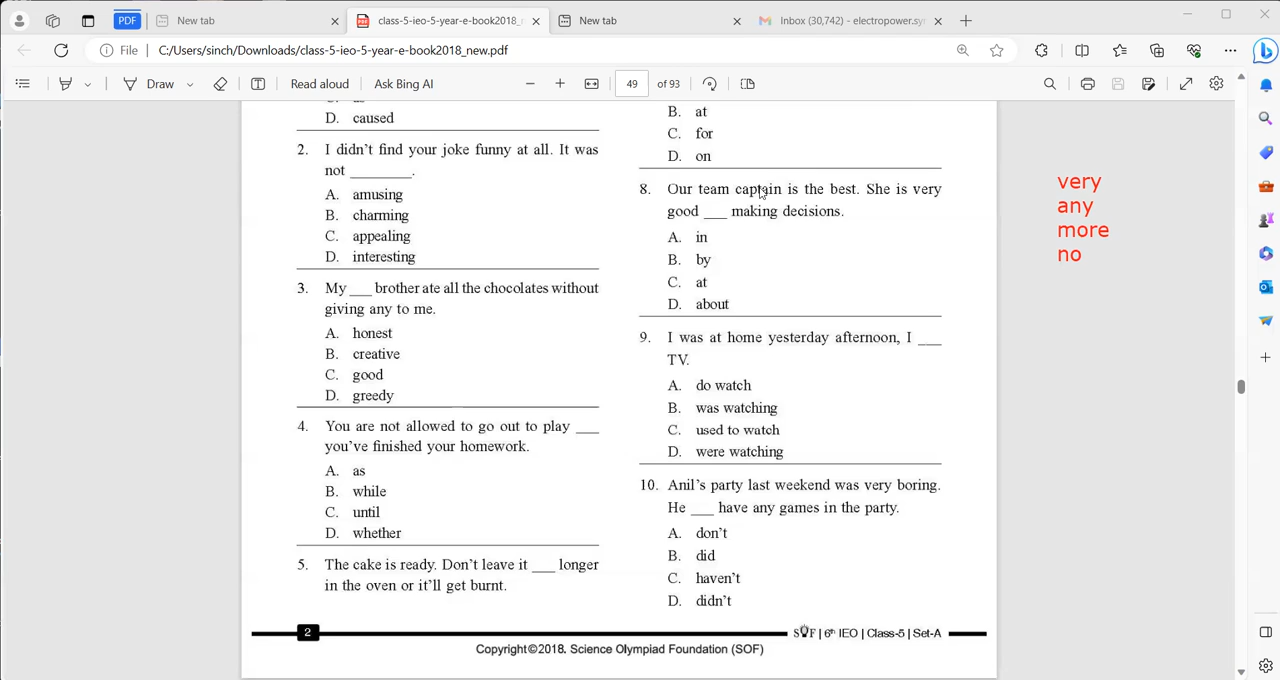 PDF
New tab
class-5-ieo-5-year-e-book2018_
New tab
Inbox (30,742) - electropower.syn
File
C:/Users/sinch/Downloads/class-5-ieo-5-year-e-book2018_new.pdf
Draw
Read aloud
Ask Bing AI
49
of 93
D. caused
2. I didn't find your joke funny at all. It was
not ________.
A. amusing
B. charming
C. appealing
D. interesting
3. My ___ brother ate all the chocolates without
giving any to me.
A. honest
B. creative
C. good
D. greedy
4. You are not allowed to go out to play ___
you've finished your homework.
A. as
B. while
C. until
D. whether
5. The cake is ready. Don't leave it ___ longer
in the oven or it'll get burnt.
B. at
C. for
D. on
8. Our team captain is the best. She is very
good ___ making decisions.
A. in
B. by
C. at
D. about
9. I was at home yesterday afternoon, I ___
TV.
A. do watch
B. was watching
C. used to watch
D. were watching
10. Anil's party last weekend was very boring.
He ___ have any games in the party.
A. don't
B. did
C. haven't
D. didn't
very
any
more
no
2
SOF | 6th IEO | Class-5 | Set-A
Copyright©2018. Science Olympiad Foundation (SOF)